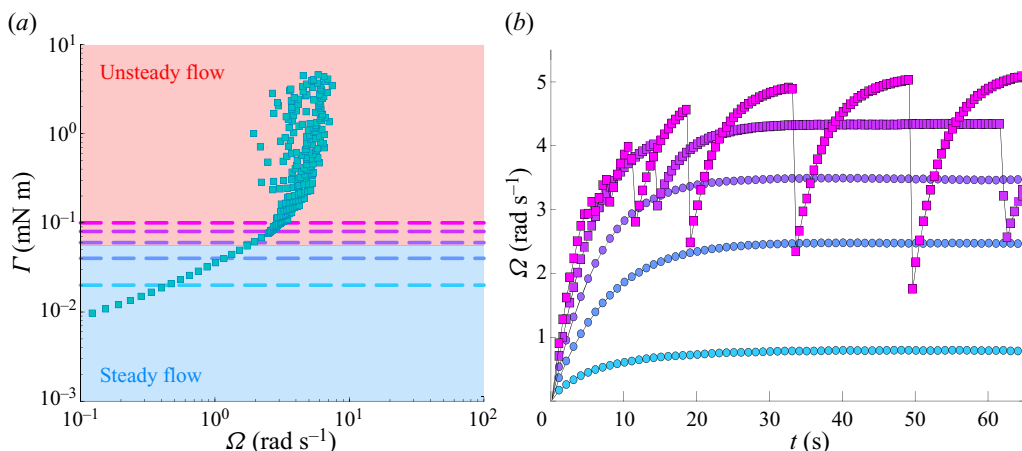 (a)
10¹
Unsteady flow
10⁰
Γ (mN m)
10⁻¹
10⁻²
Steady flow
10⁻³
10⁻¹
10⁰
10¹
10²
Ω (rad s⁻¹)
(b)
5
4
3
2
1
Ω (rad s⁻¹)
0
10
20
30
40
50
60
t (s)